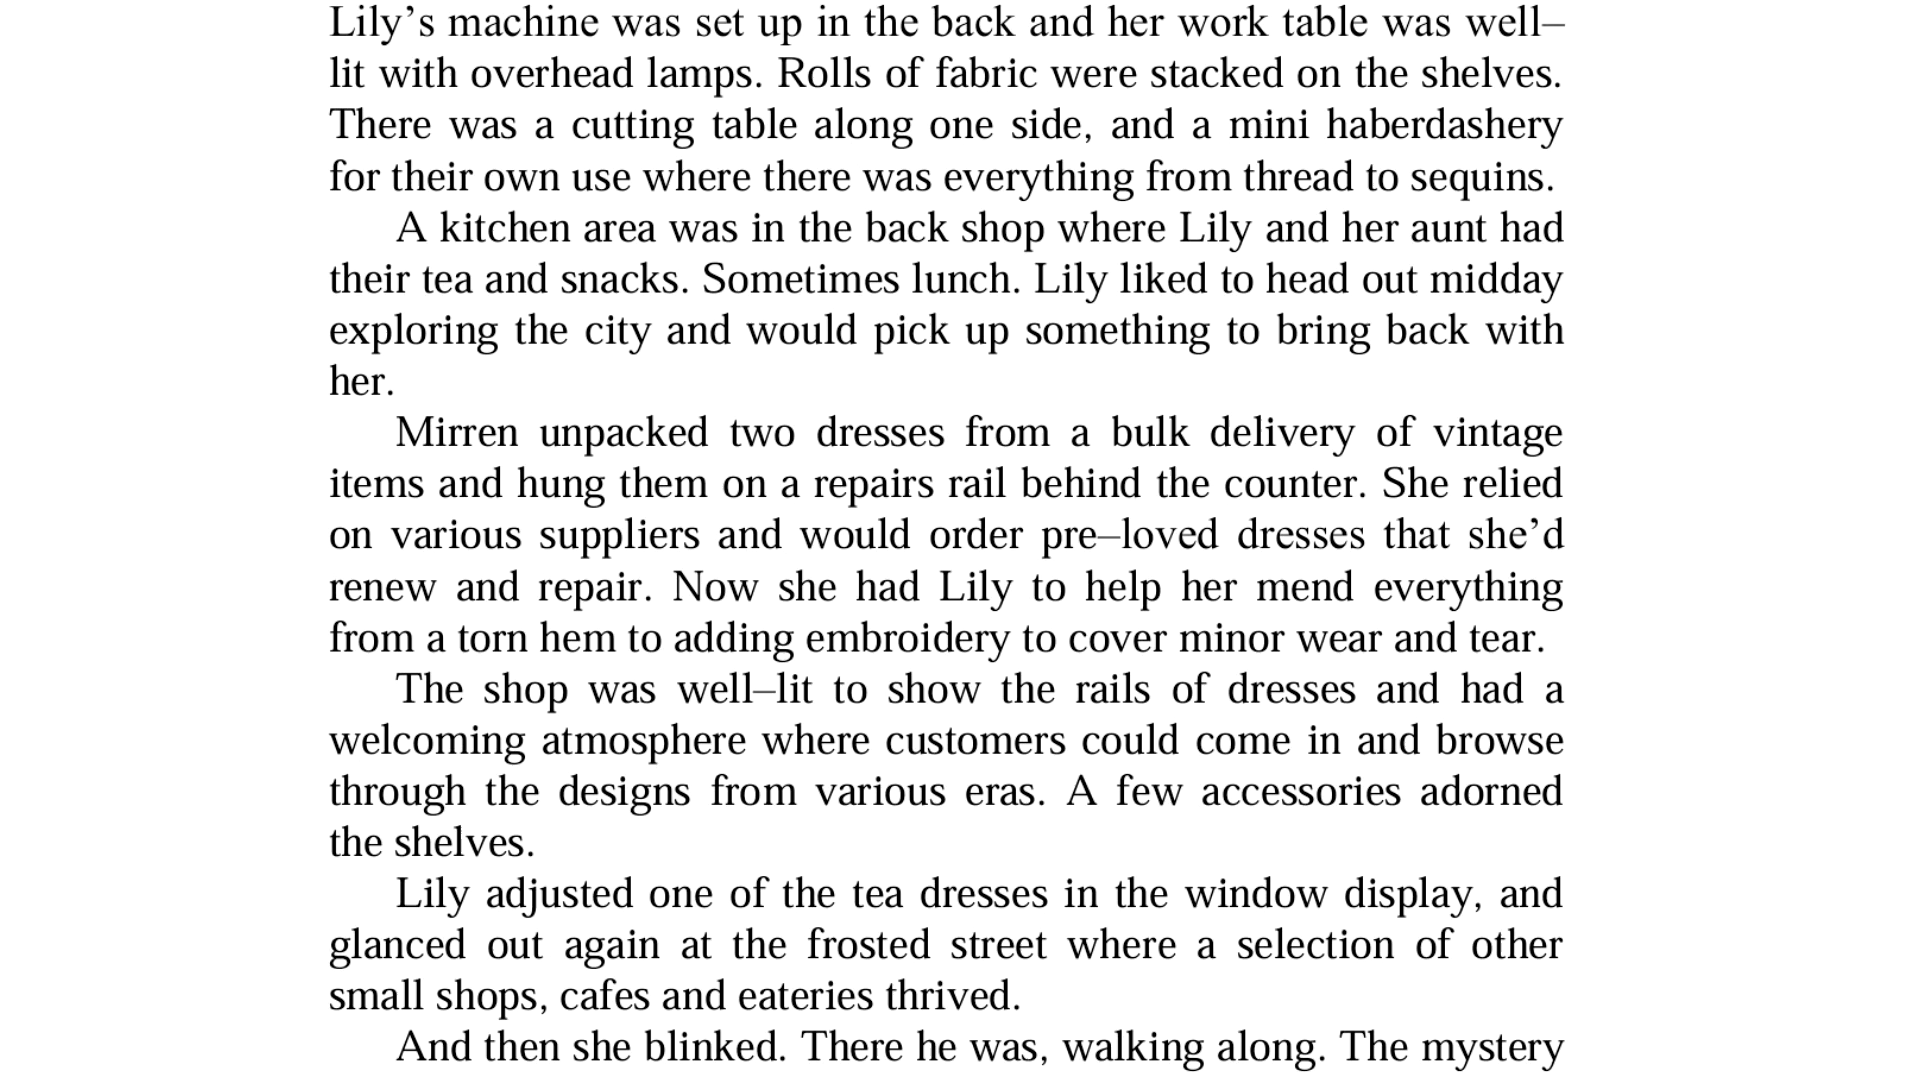 Lily’s machine was set up in the back and her work table was well–
lit with overhead lamps. Rolls of fabric were stacked on the shelves.
There was a cutting table along one side, and a mini haberdashery
for their own use where there was everything from thread to sequins.
A kitchen area was in the back shop where Lily and her aunt had
their tea and snacks. Sometimes lunch. Lily liked to head out midday
exploring the city and would pick up something to bring back with
her.
Mirren unpacked two dresses from a bulk delivery of vintage
items and hung them on a repairs rail behind the counter. She relied
on various suppliers and would order pre–loved dresses that she’d
renew and repair. Now she had Lily to help her mend everything
from a torn hem to adding embroidery to cover minor wear and tear.
The shop was well–lit to show the rails of dresses and had a
welcoming atmosphere where customers could come in and browse
through the designs from various eras. A few accessories adorned
the shelves.
Lily adjusted one of the tea dresses in the window display, and
glanced out again at the frosted street where a selection of other
small shops, cafes and eateries thrived.
And then she blinked. There he was, walking along. The mystery